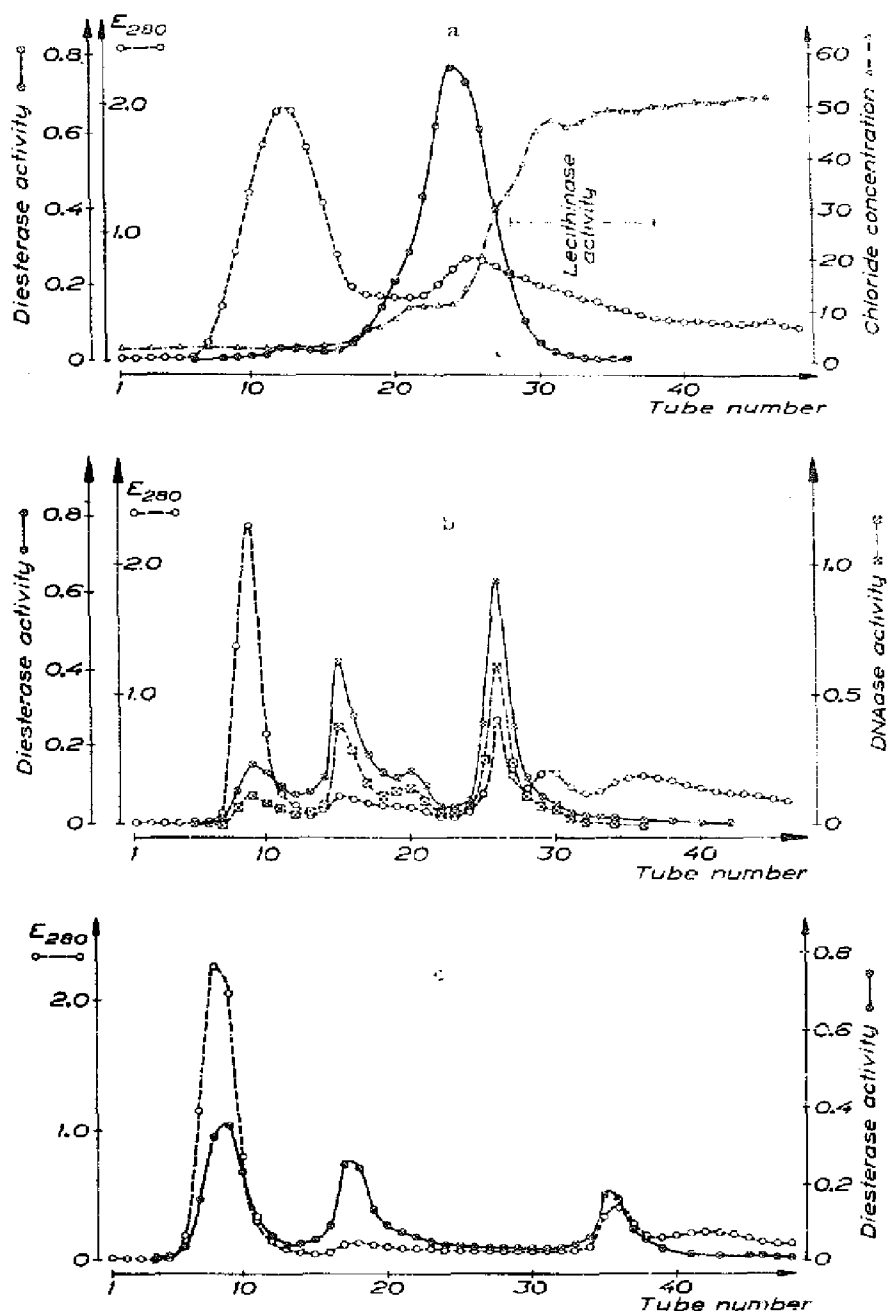 a
E280
Diesterase activity
0.8
0.6
0.4
0.2
0
2.0
1.0
Lecithinase
activity
60
50
40
30
20
10
0
Chloride concentration
1 10 20 30 40
Tube number
b
E280
Diesterase activity
0.8
0.6
0.4
0.2
0
2.0
1.0
1.0
0.5
0
DNAase activity
1 10 20 30 40
Tube number
c
E280
2.0
1.0
0
0.8
0.6
0.4
0.2
0
Diesterase activity
1 10 20 30 40
Tube number